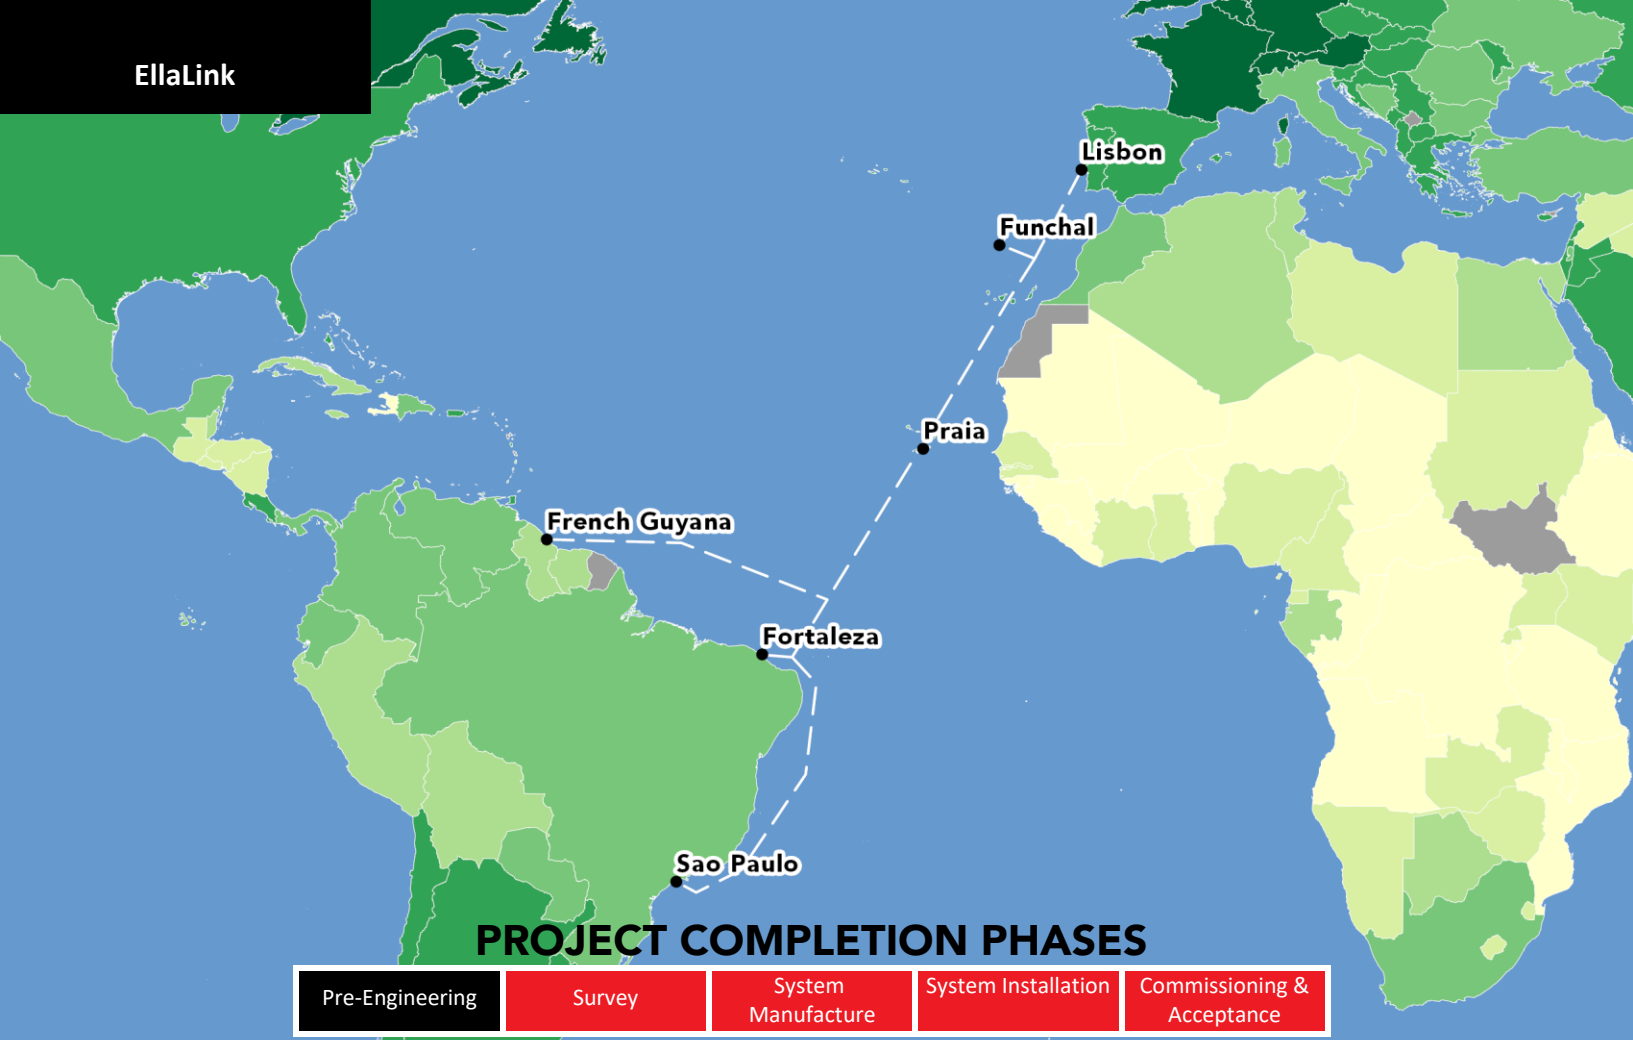 EllaLink
Lisbon
Funchal
Praia
French Guyana
Fortaleza
Sao Paulo
PROJECT COMPLETION PHASES
Pre-Engineering
Survey
System
Manufacture
System Installation
Commissioning &
Acceptance